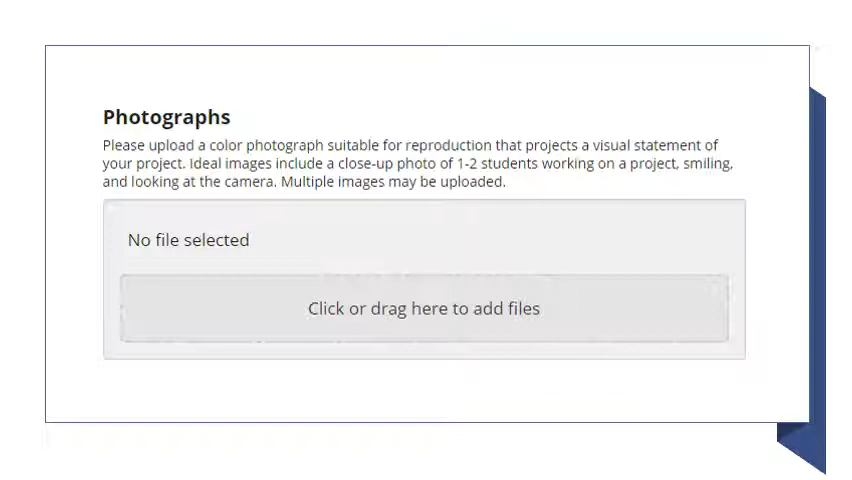 Photographs
Please upload a color photograph suitable for reproduction that projects a visual statement of
your project. Ideal images include a close-up photo of 1-2 students working on a project, smiling,
and looking at the camera. Multiple images may be uploaded.
No file selected
Click or drag here to add files